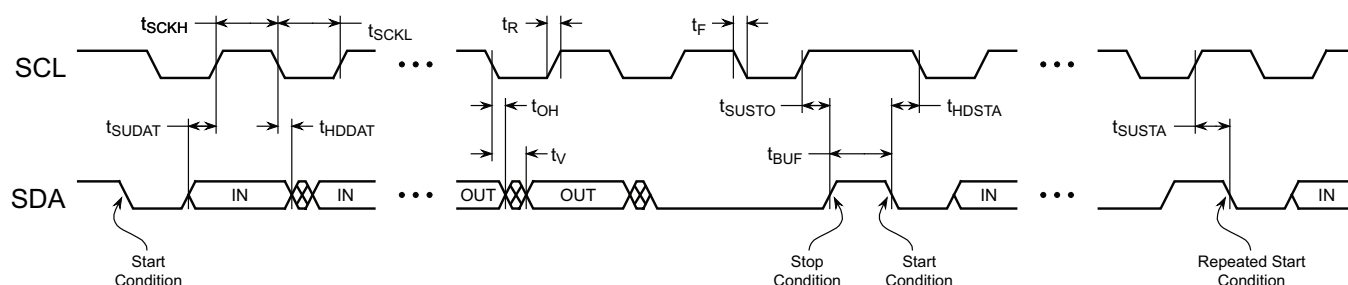 tSCKH
tSCKL
tR
tF
SCL
tOH
tSUSTO
tHDSTA
tSUDAT
tHDDAT
tSUSTA
tV
tBUF
SDA
IN
IN
OUT
OUT
IN
IN
Start
Condition
Stop
Condition
Start
Condition
Repeated Start
Condition